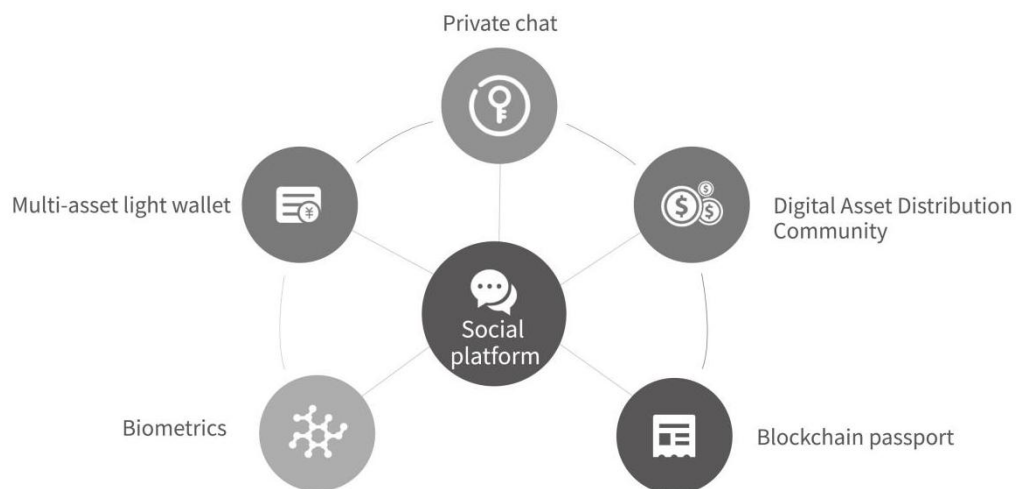 Private chat
Multi-asset light wallet
¥
$
$
$
Digital Asset Distribution
Community
Social
platform
Biometrics
Blockchain passport